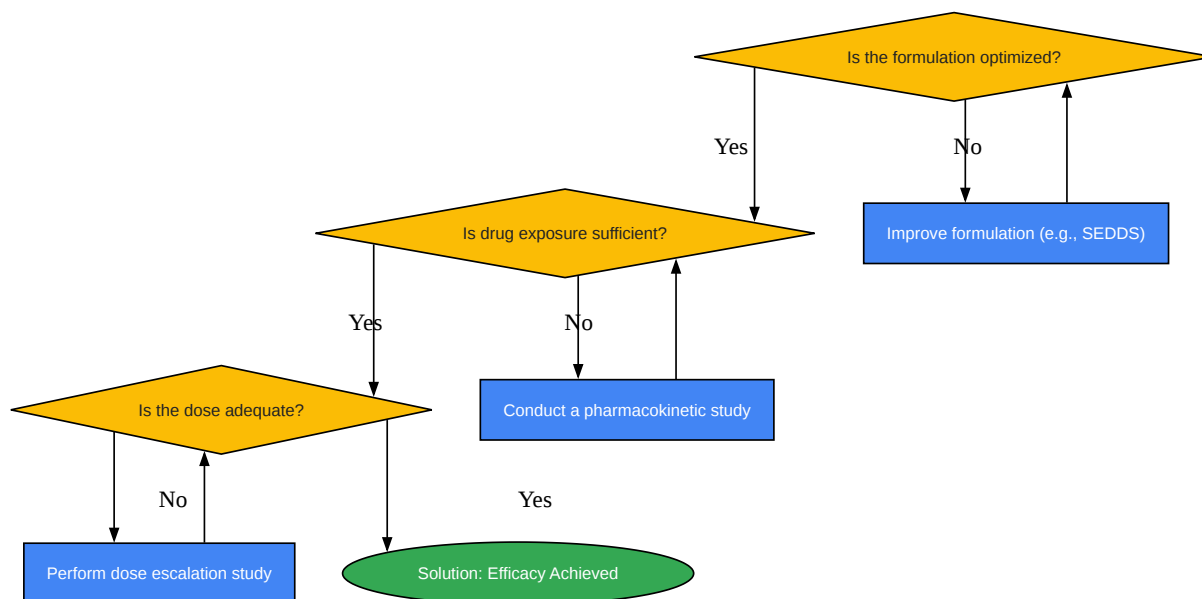 Is the formulation optimized?
Yes
No
Is drug exposure sufficient?
Improve formulation (e.g., SEDDS)
Yes
No
Is the dose adequate?
Conduct a pharmacokinetic study
No
Yes
Perform dose escalation study
Solution: Efficacy Achieved